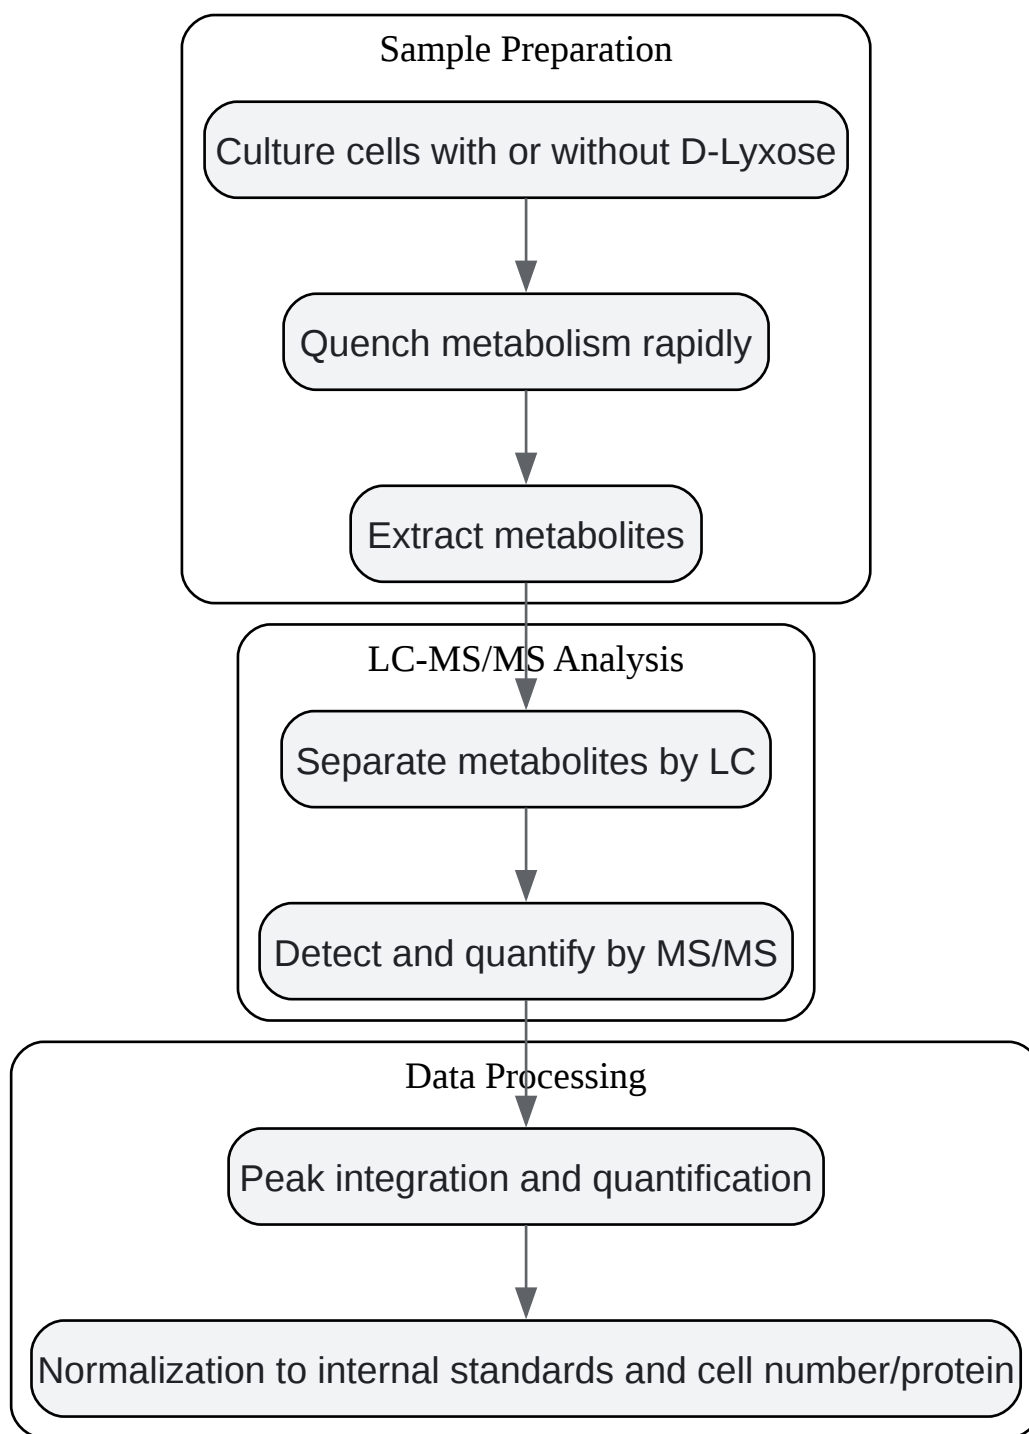 Sample Preparation
Culture cells with or without D-Lyxose
Quench metabolism rapidly
Extract metabolites
LC-MS/MS Analysis
Separate metabolites by LC
Detect and quantify by MS/MS
Data Processing
Peak integration and quantification
Normalization to internal standards and cell number/protein